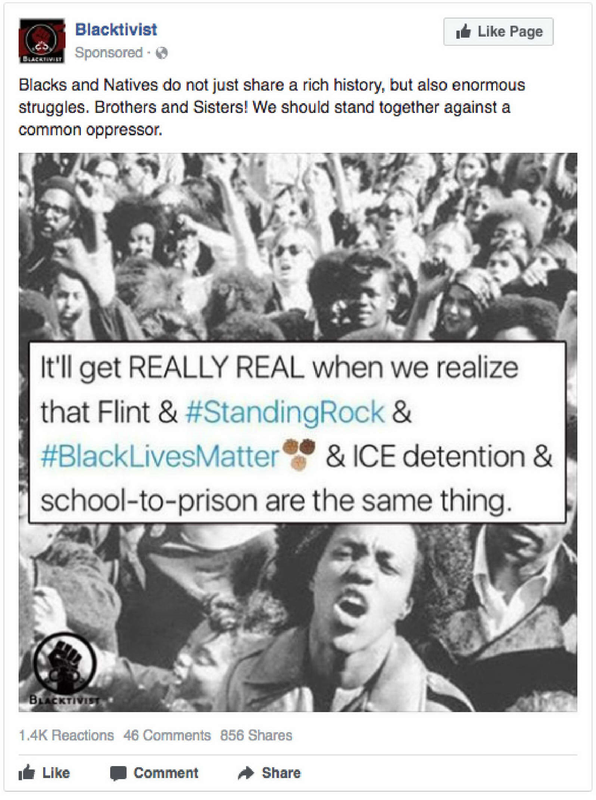 Blacktivist
Like Page
Sponsored ·
BLACKTIVIST
Blacks and Natives do not just share a rich history, but also enormous
struggles. Brothers and Sisters! We should stand together against a
common oppressor.
It'll get REALLY REAL when we realize
that Flint & #StandingRock &
#BlackLivesMatter & ICE detention &
school-to-prison are the same thing.
BLACKTIVIST
1.4K Reactions 46 Comments 856 Shares
Like Comment Share